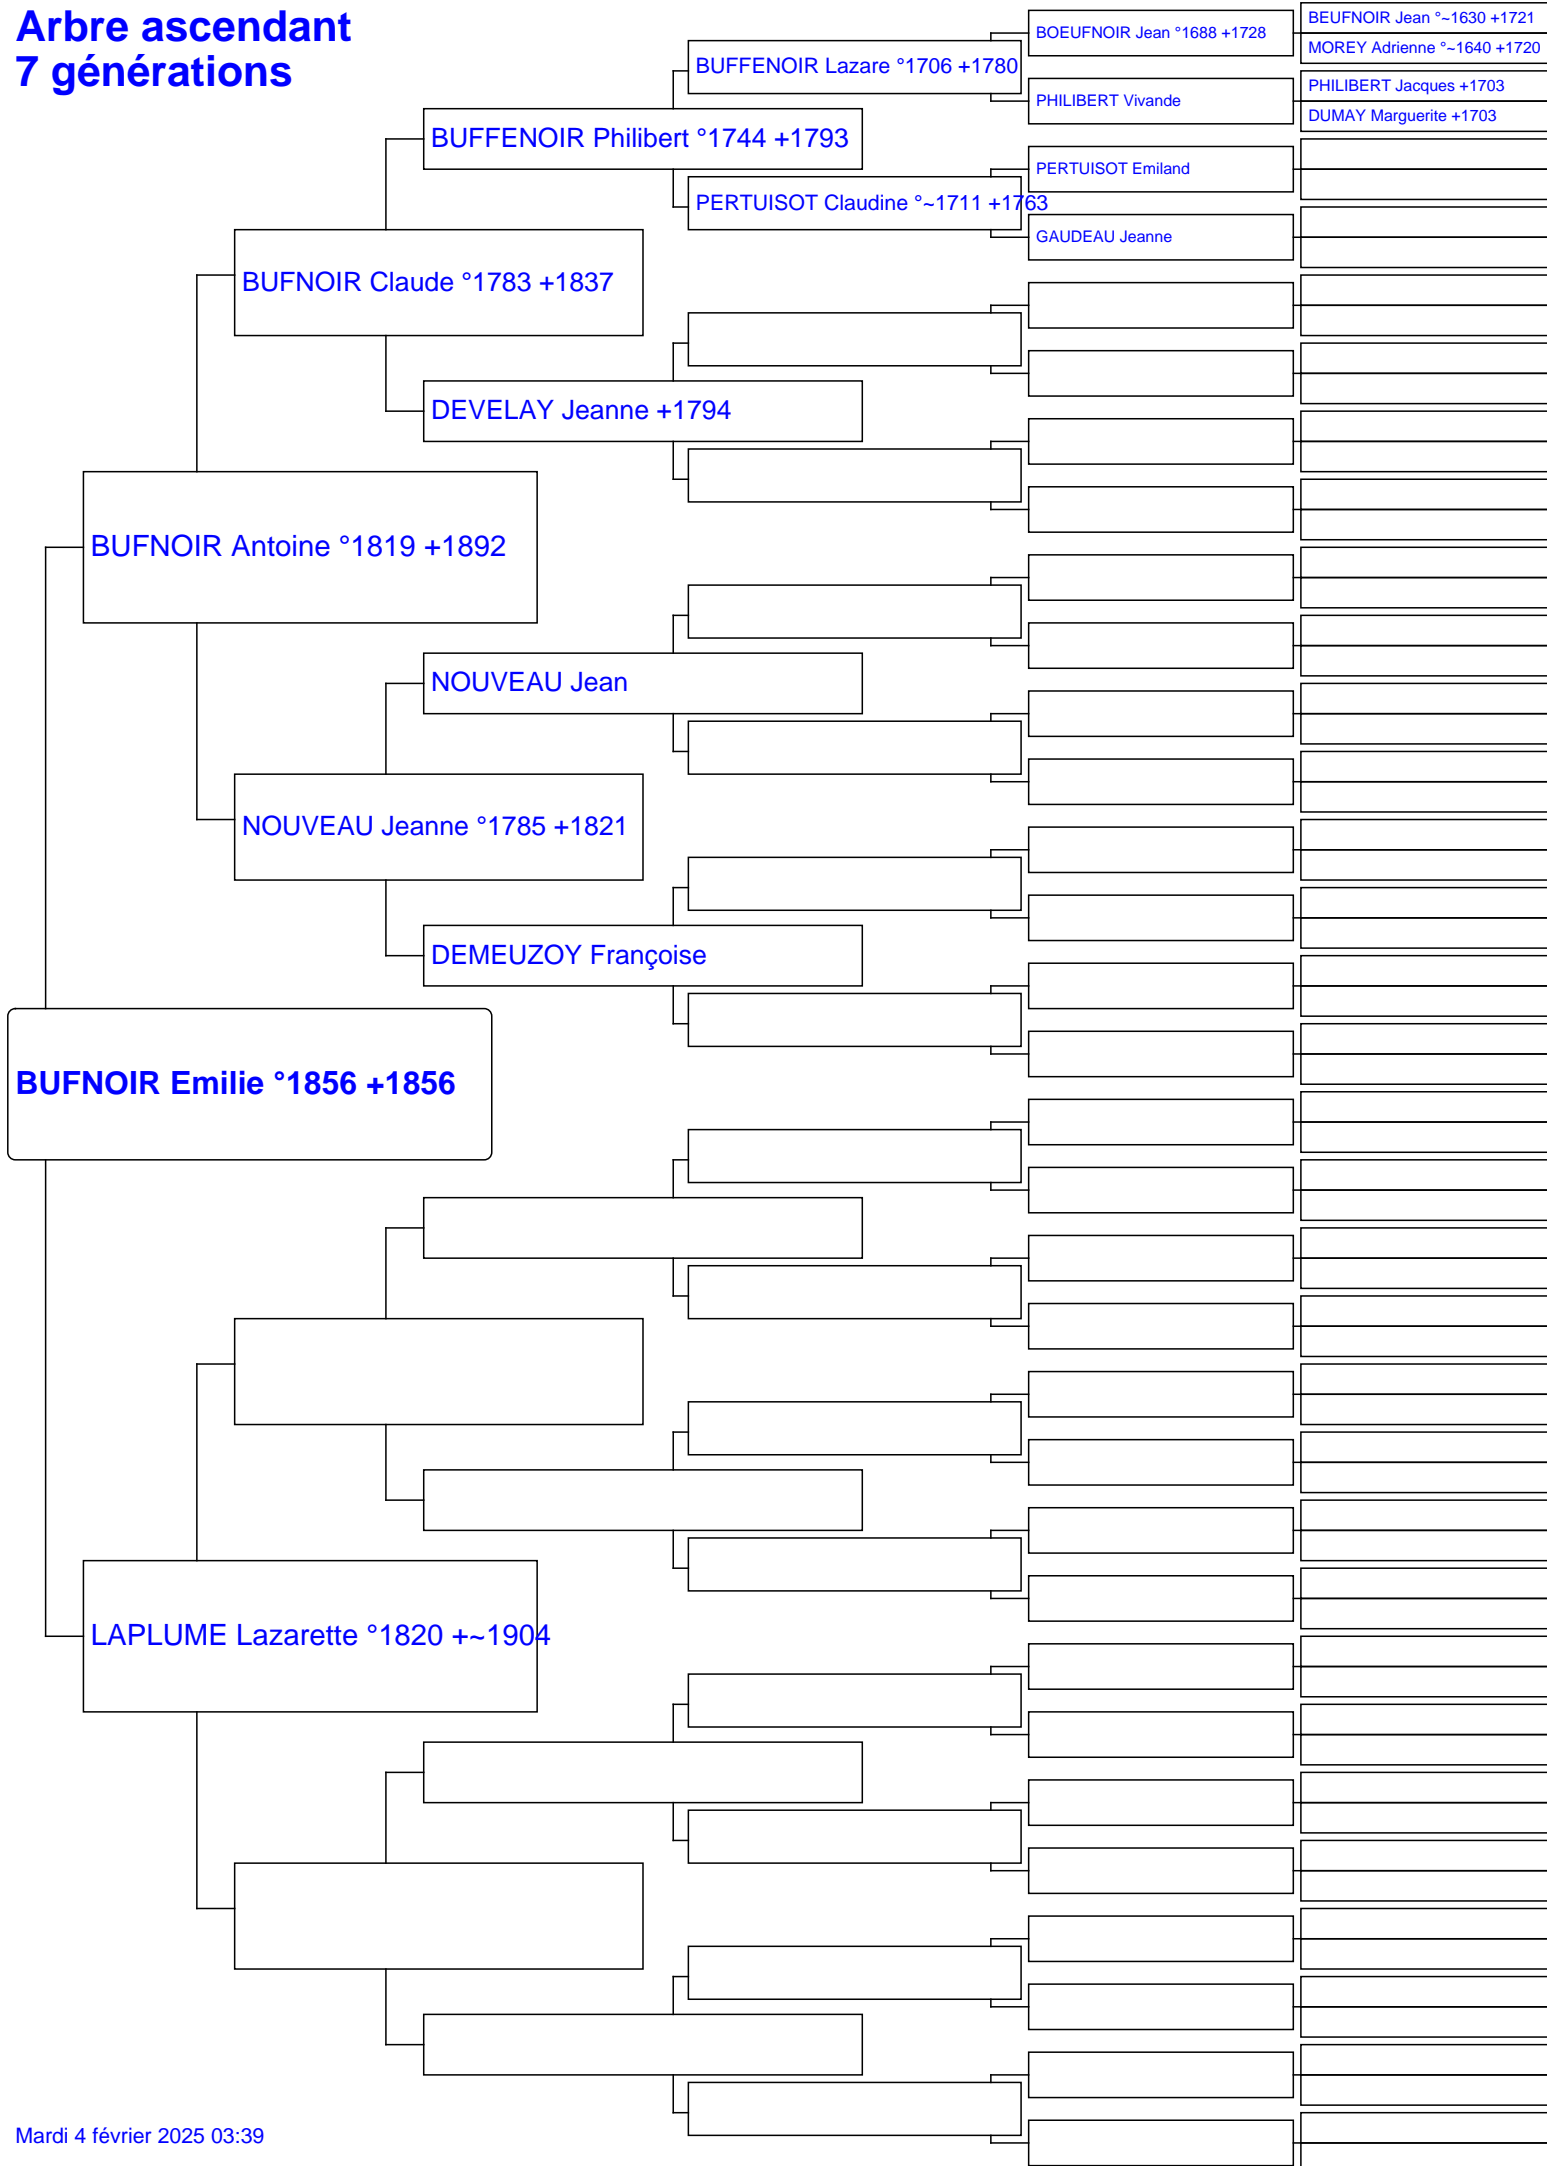 Arbre ascendant
7 générations
BEUFNOIR Jean °~1630 +1721
BOEUFNOIR Jean °1688 +1728
MOREY Adrienne °~1640 +1720
BUFFENOIR Lazare °1706 +1780
PHILIBERT Jacques +1703
PHILIBERT Vivande
DUMAY Marguerite +1703
BUFFENOIR Philibert °1744 +1793
PERTUISOT Emiland
PERTUISOT Claudine °~1711 +1763
GAUDEAU Jeanne
BUFNOIR Claude °1783 +1837
DEVELAY Jeanne +1794
BUFNOIR Antoine °1819 +1892
NOUVEAU Jean
NOUVEAU Jeanne °1785 +1821
DEMEUZOY Françoise
BUFNOIR Emilie °1856 +1856
LAPLUME Lazarette °1820 +~1904
Mardi 4 février 2025 03:39